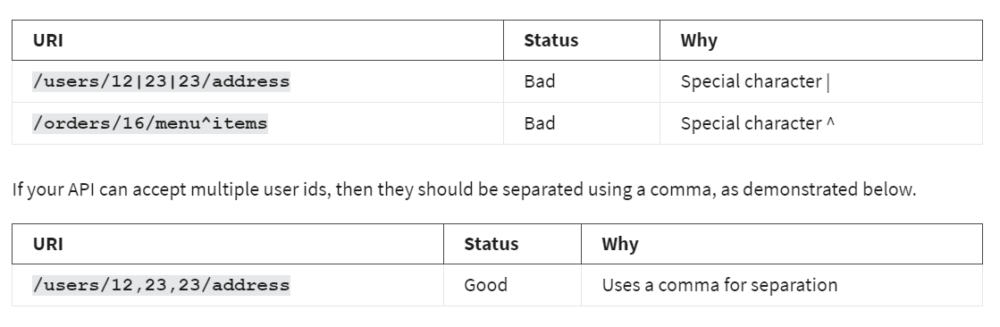 URI Status Why
/users/12|23|23/address Bad Special character |
/orders/16/menu^items Bad Special character ^
If your API can accept multiple user ids, then they should be separated using a comma, as demonstrated below.
URI Status Why
/users/12,23,23/address Good Uses a comma for separation